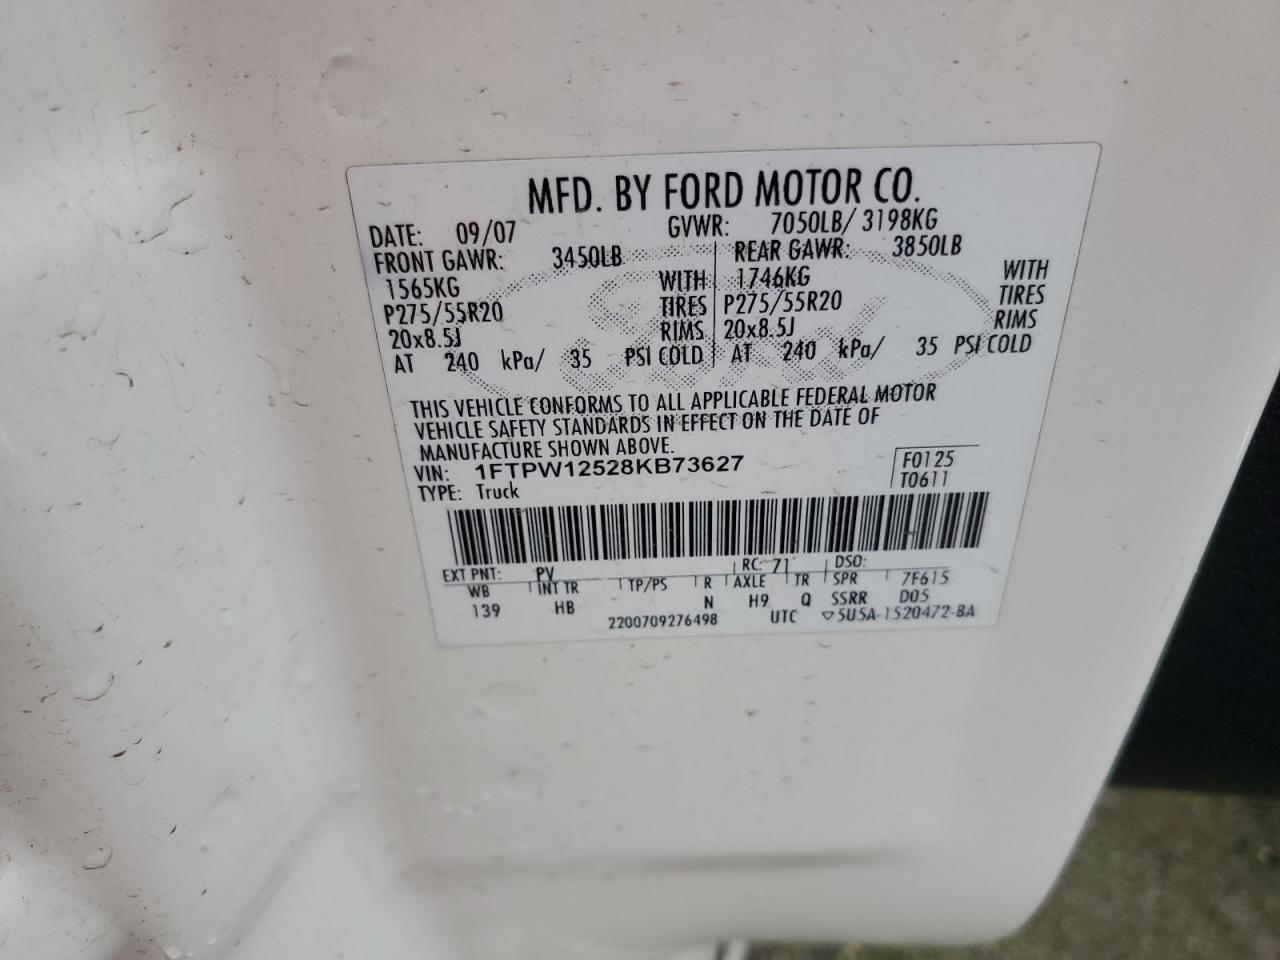 MFD. BY FORD MOTOR CO.
DATE: 09/07 GVWR: 7050LB/ 3198KG
FRONT GAWR: 3450LB REAR GAWR: 3850LB
1565KG WITH 1746KG WITH
P275/55R20 TIRES P275/55R20 TIRES
20x8.5J RIMS 20x8.5J RIMS
AT 240 kPa/ 35 PSI COLD AT 240 kPa/ 35 PSI COLD
THIS VEHICLE CONFORMS TO ALL APPLICABLE FEDERAL MOTOR
VEHICLE SAFETY STANDARDS IN EFFECT ON THE DATE OF
MANUFACTURE SHOWN ABOVE.
VIN: 1FTPW12528KB73627 F0125
TYPE: Truck T0611
EXT PNT: PV RC: 71 DSO:
WB INT TR TP/PS R AXLE TR SPR 7F615
139 HB N H9 Q SSRR D05
2200709276498 UTC ▽5U5A-1520472-BA